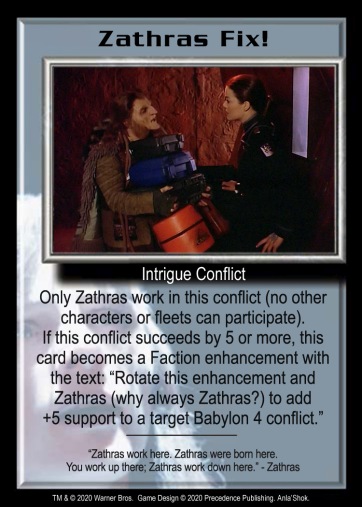 Zathras Fix!
Intrigue Conflict
Only Zathras work in this conflict (no other
characters or fleets can participate).
If this conflict succeeds by 5 or more, this
card becomes a Faction enhancement with
the text: “Rotate this enhancement and
Zathras (why always Zathras?) to add
+5 support to a target Babylon 4 conflict.”
“Zathras work here. Zathras were born here.
You work up there; Zathras work down here.” - Zathras
TM & © 2020 Warner Bros.  Game Design © 2020 Precedence Publishing. Anla'Shok.